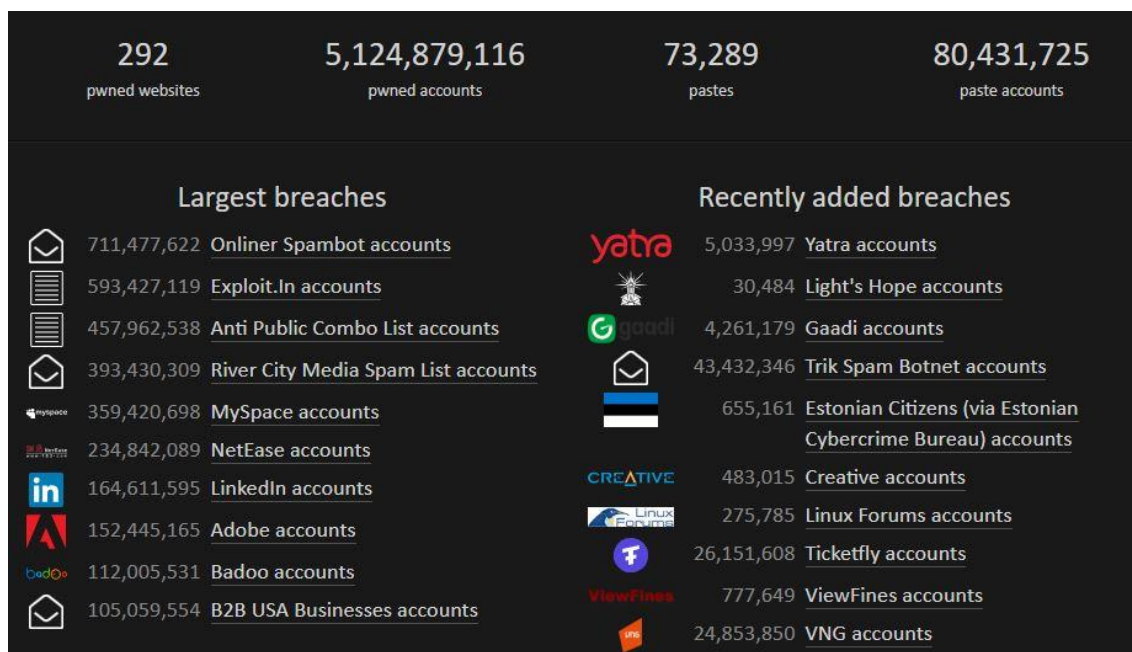 292 5,124,879,116 73,289 80,431,725
pwned websites pwned accounts pastes paste accounts
Largest breaches
711,477,622 Onliner Spambot accounts
593,427,119 Exploit.In accounts
457,962,538 Anti Public Combo List accounts
393,430,309 River City Media Spam List accounts
myspace 359,420,698 MySpace accounts
NetEase 234,842,089 NetEase accounts
in 164,611,595 LinkedIn accounts
152,445,165 Adobe accounts
badoo 112,005,531 Badoo accounts
105,059,554 B2B USA Businesses accounts
Recently added breaches
yatra 5,033,997 Yatra accounts
30,484 Light's Hope accounts
G gaadi 4,261,179 Gaadi accounts
43,432,346 Trik Spam Botnet accounts
655,161 Estonian Citizens (via Estonian
Cybercrime Bureau) accounts
CREATIVE 483,015 Creative accounts
Linux
Forums 275,785 Linux Forums accounts
26,151,608 Ticketfly accounts
ViewFines 777,649 ViewFines accounts
24,853,850 VNG accounts